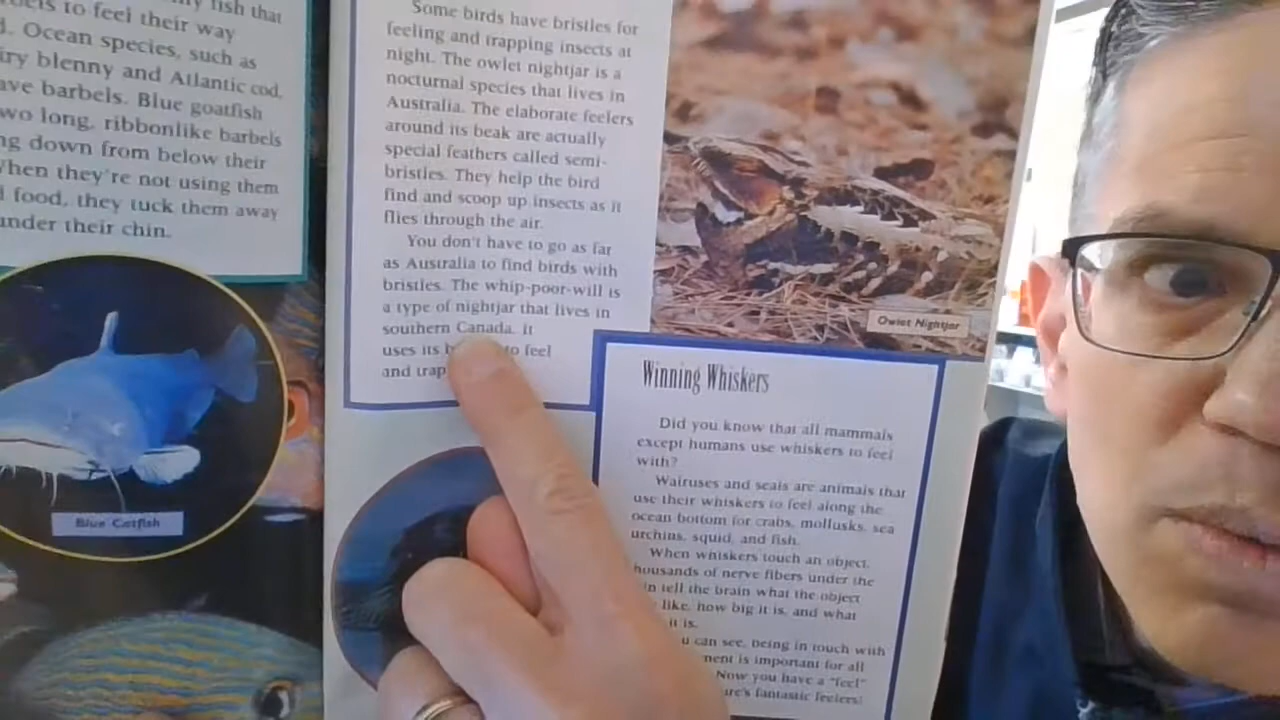 fish that
to feel their way
Ocean species, such as
blenny and Atlantic cod,
barbels. Blue goatfish
long, ribbonlike barbels
down from below their
they're not using them
food, they tuck them away
under their chin.
Blue Catfish
Some birds have bristles for
feeling and trapping insects at
night. The owlet nightjar is a
nocturnal species that lives in
Australia. The elaborate feelers
around its beak are actually
special feathers called semi-
bristles. They help the bird
find and scoop up insects as it
flies through the air.
You don't have to go as far
as Australia to find birds with
bristles. The whip-poor-will is
a type of nightjar that lives in
southern Canada. It
uses its to feel
and
Owlet Nightjar
Winning Whiskers
Did you know that all mammals
except humans use whiskers to feel
with?
Walruses and seals are animals that
use their whiskers to feel along the
ocean bottom for crabs, mollusks, sea
urchins, squid, and fish.
When whiskers touch an object,
thousands of nerve fibers under the
tell the brain what the object
like, how big it is, and what
it is.
can see, being in touch with
is important for all
Now you have a "feel"
fantastic feelers!